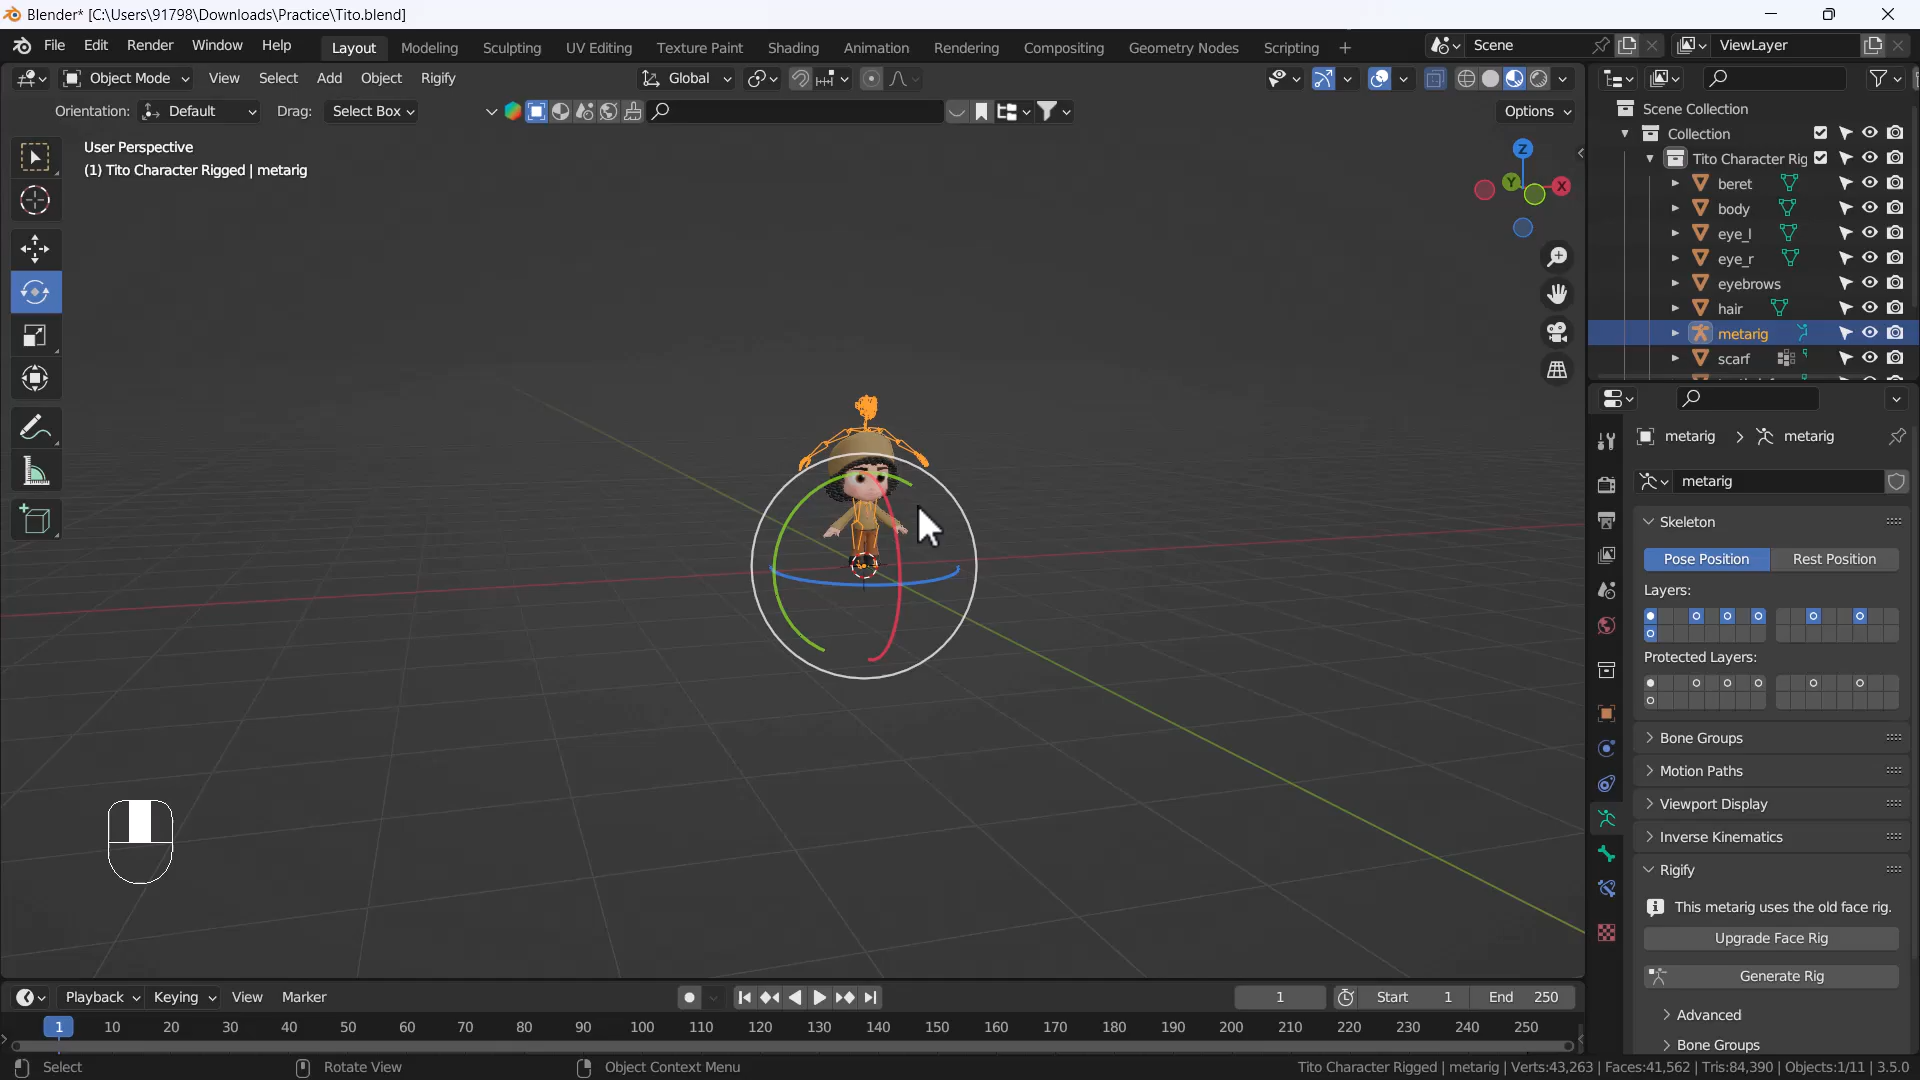 Blender* [C:\Users\91798\Downloads\Practice\Tito.blend]
File Edit Render Window Help Layout Modeling Sculpting UV Editing Texture Paint Shading Animation Rendering Compositing Geometry Nodes Scripting + Scene ViewLayer
Object Mode View Select Add Object Rigify Global
Orientation: Default Drag: Select Box Options
User Perspective
(1) Tito Character Rigged | metarig
Z
Y
X
Scene Collection
Collection
Tito Character Rig
beret
body
eye_l
eye_r
eyebrows
hair
metarig
scarf
metarig > metarig
metarig
Skeleton
Pose Position Rest Position
Layers:
Protected Layers:
Bone Groups
Motion Paths
Viewport Display
Inverse Kinematics
Rigify
This metarig uses the old face rig.
Upgrade Face Rig
Generate Rig
Advanced
Bone Groups
Playback Keying View Marker 1 Start 1 End 250
1 10 20 30 40 50 60 70 80 90 100 110 120 130 140 150 160 170 180 190 200 210 220 230 240 250
Select Rotate View Object Context Menu Tito Character Rigged | metarig | Verts:43,263 | Faces:41,562 | Tris:84,390 | Objects:1/11 | 3.5.0